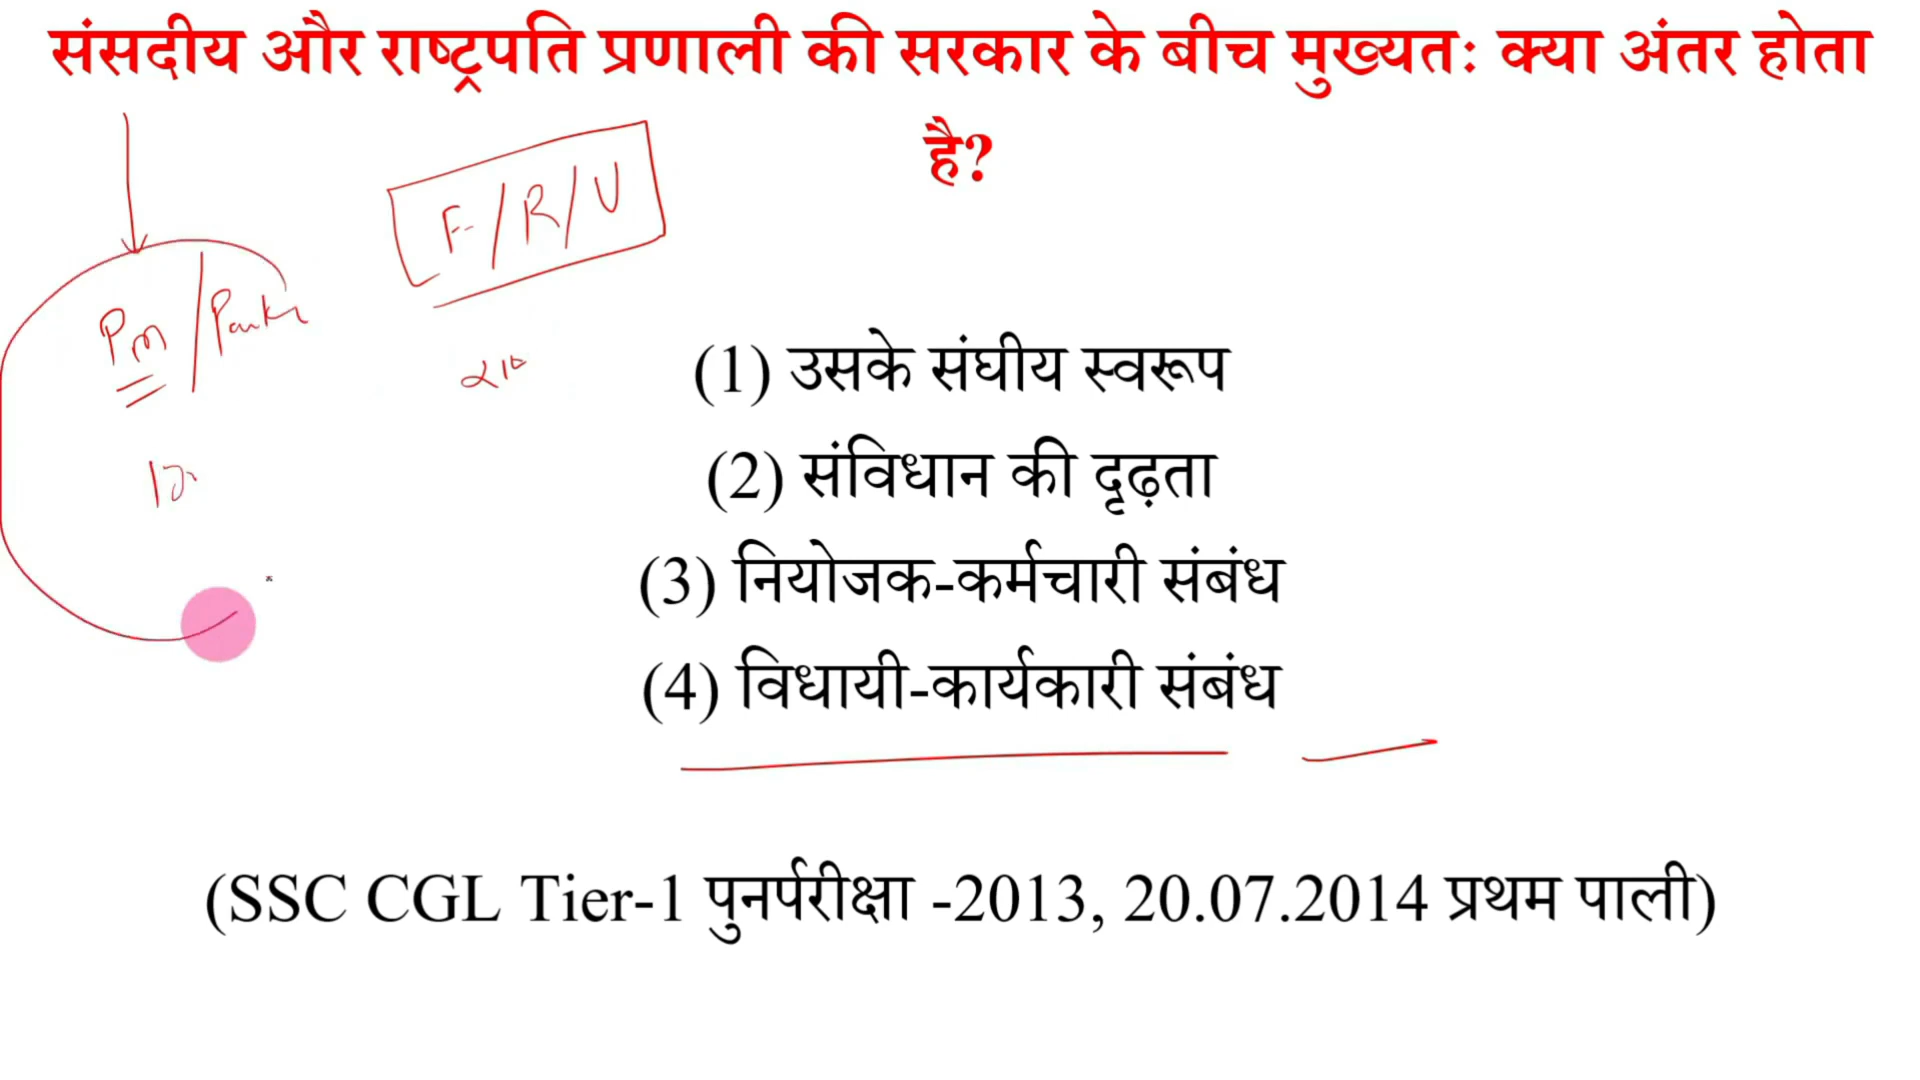 संसदीय और राष्ट्रपति प्रणाली की सरकार के बीच मुख्यतः क्या अंतर होता
है?
F/R/U
Pm/
(1) उसके संघीय स्वरूप
(2) संविधान की दृढ़ता
(3) नियोजक-कर्मचारी संबंध
(4) विधायी-कार्यकारी संबंध
(SSC CGL Tier-1 पुनर्परीक्षा -2013, 20.07.2014 प्रथम पाली)